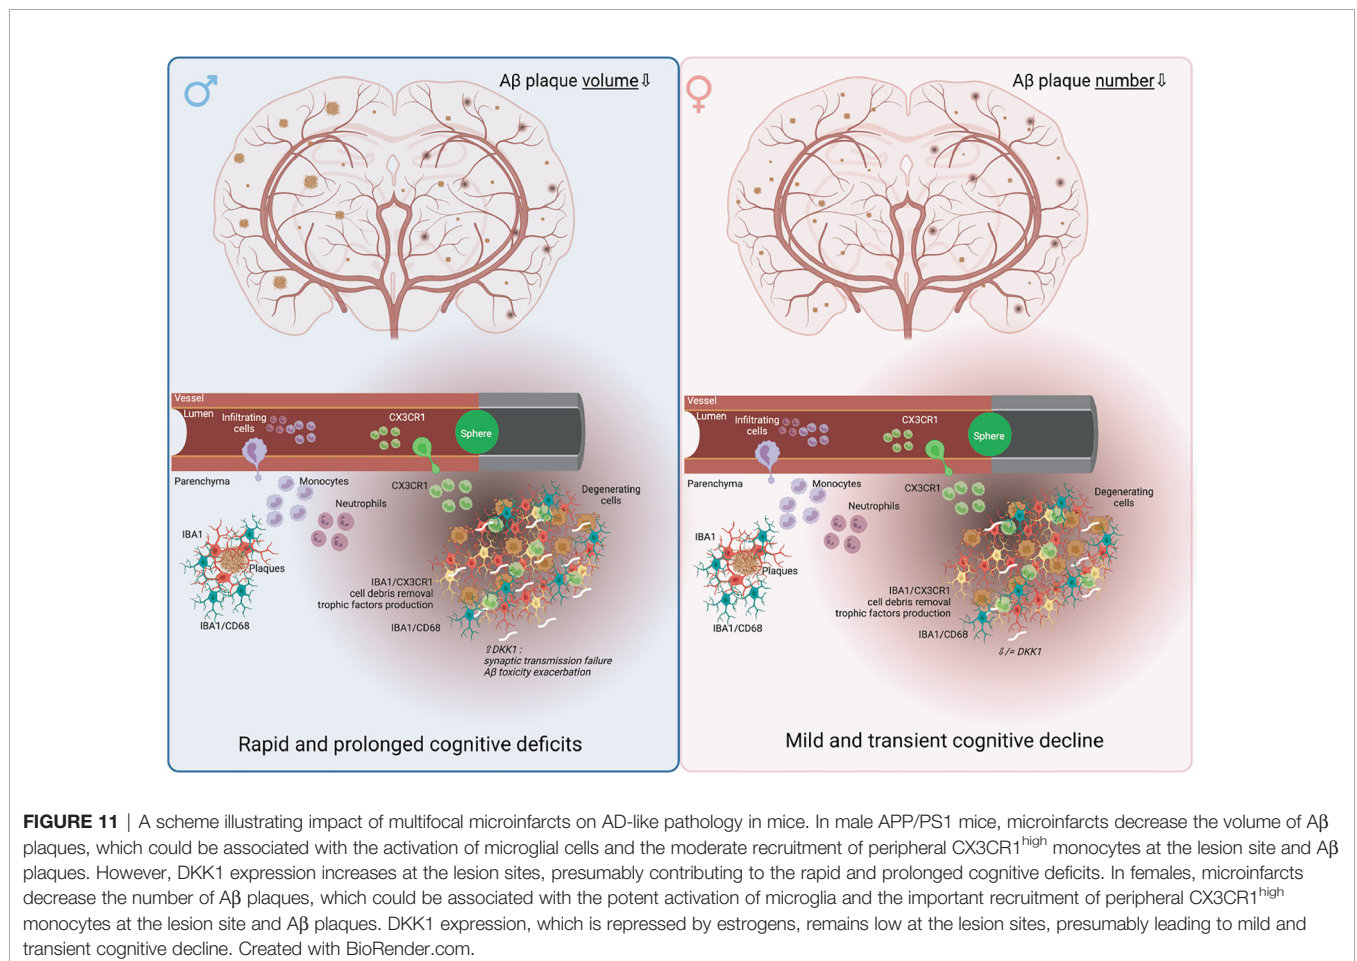 Aβ plaque volume⇩
Vessel
Lumen
Infiltrating
cells
CX3CR1
Sphere
Parenchyma
Monocytes
CX3CR1
Neutrophils
Degenerating
cells
IBA1
Plaques
IBA1/CX3CR1
cell debris removal
trophic factors production
IBA1/CD68
IBA1/CD68
⇧DKK1 :
synaptic transmission failure
Aβ toxicity exacerbation
Rapid and prolonged cognitive deficits
Aβ plaque number⇩
Vessel
Lumen
Infiltrating
cells
CX3CR1
Sphere
Parenchyma
Monocytes
CX3CR1
Neutrophils
Degenerating
cells
IBA1
Plaques
IBA1/CX3CR1
cell debris removal
trophic factors production
IBA1/CD68
IBA1/CD68
⇩/= DKK1
Mild and transient cognitive decline
FIGURE 11 | A scheme illustrating impact of multifocal microinfarcts on AD-like pathology in mice. In male APP/PS1 mice, microinfarcts decrease the volume of Aβ
plaques, which could be associated with the activation of microglial cells and the moderate recruitment of peripheral CX3CR1high monocytes at the lesion site and Aβ
plaques. However, DKK1 expression increases at the lesion sites, presumably contributing to the rapid and prolonged cognitive deficits. In females, microinfarcts
decrease the number of Aβ plaques, which could be associated with the potent activation of microglia and the important recruitment of peripheral CX3CR1high
monocytes at the lesion site and Aβ plaques. DKK1 expression, which is repressed by estrogens, remains low at the lesion sites, presumably leading to mild and
transient cognitive decline. Created with BioRender.com.